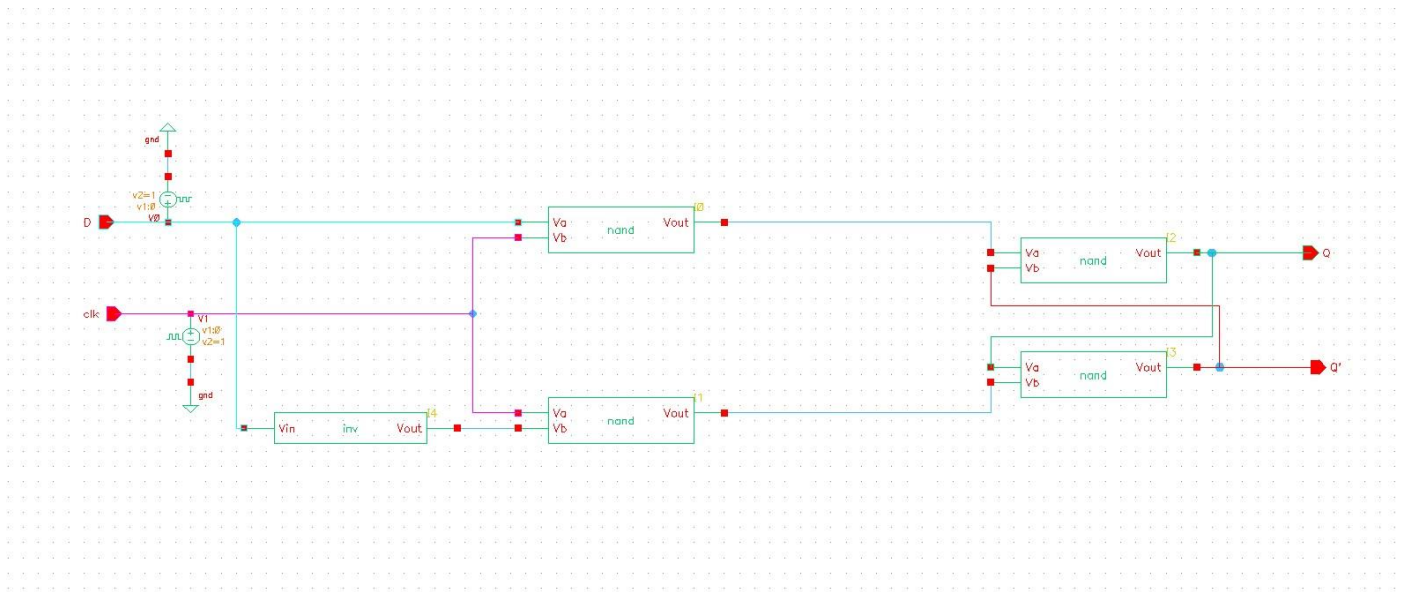 gnd
v2=1
v1:0
V0
D
I0
Va
Vb
nand
Vout
I2
Va
Vb
nand
Vout
Q
clk
V1
v1:0
v2=1
gnd
I3
Va
Vb
nand
Vout
Q'
I4
Vin
inv
Vout
I1
Va
Vb
nand
Vout